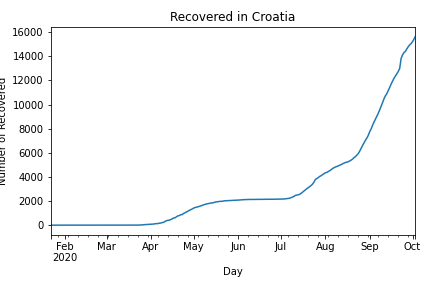 Recovered in Croatia
16000
14000
12000
10000
8000
6000
4000
2000
0
Number of Recovered
Feb Mar Apr May Jun Jul Aug Sep Oct
2020
Day